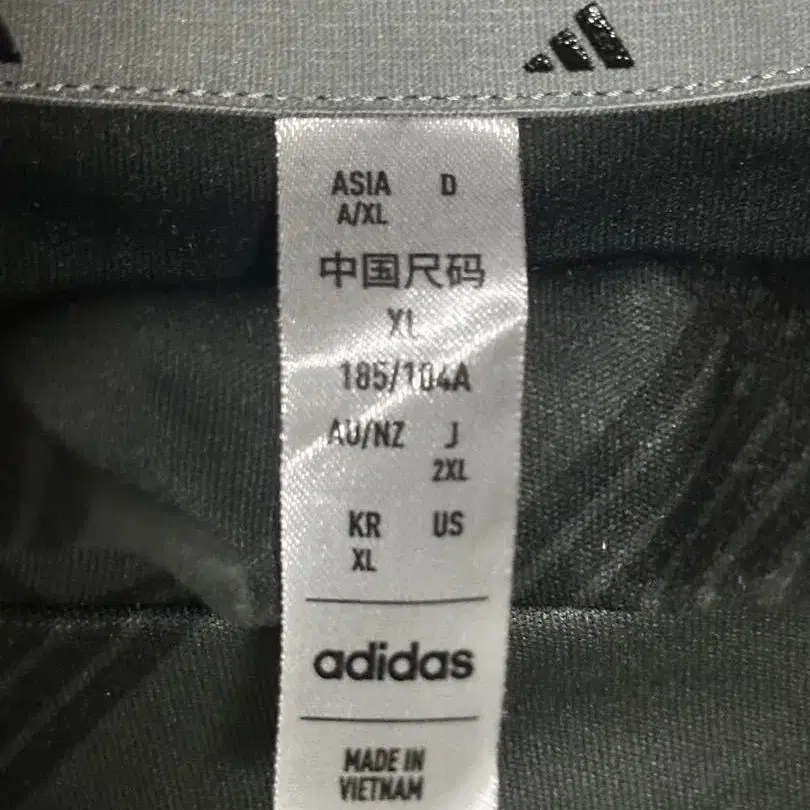 ASIA D
A/XL
中国尺码
XL
185/104A
AU/NZ J
2XL
KR US
XL
adidas
MADE IN
VIETNAM